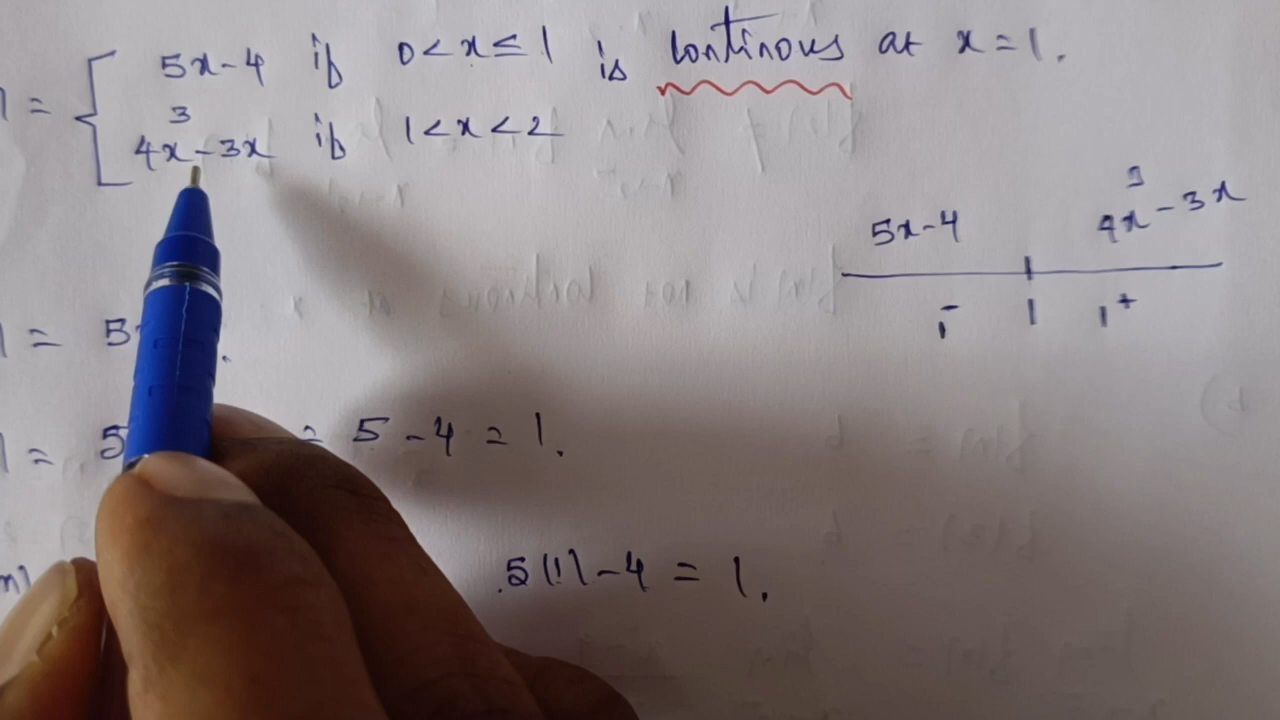 = { 5x-4 if 0<x≤1 is continous at x=1.
4x³-3x if 1<x<2
5x-4 4x³-3x
1⁻ 1 1⁺
= 5
= 5 = 5-4 = 1.
5(1)-4 = 1.